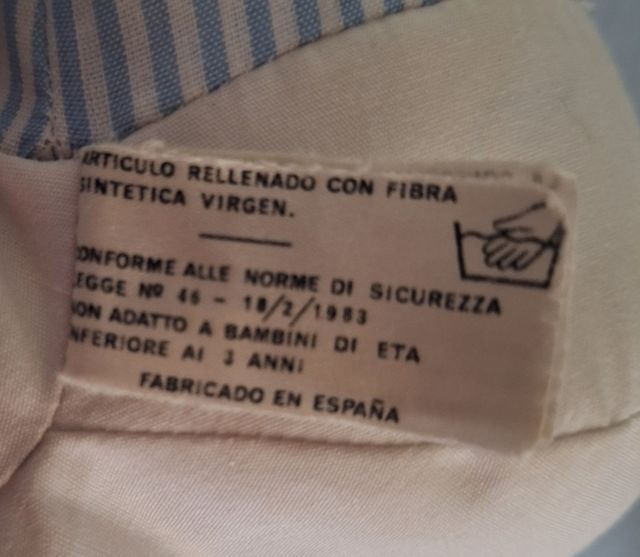 ARTICULO RELLENADO CON FIBRA
SINTETICA VIRGEN.
CONFORME ALLE NORME DI SICUREZZA
LEGGE Nº 46 - 18/2/1983
NON ADATTO A BAMBINI DI ETA
INFERIORE AI 3 ANNI
FABRICADO EN ESPAÑA